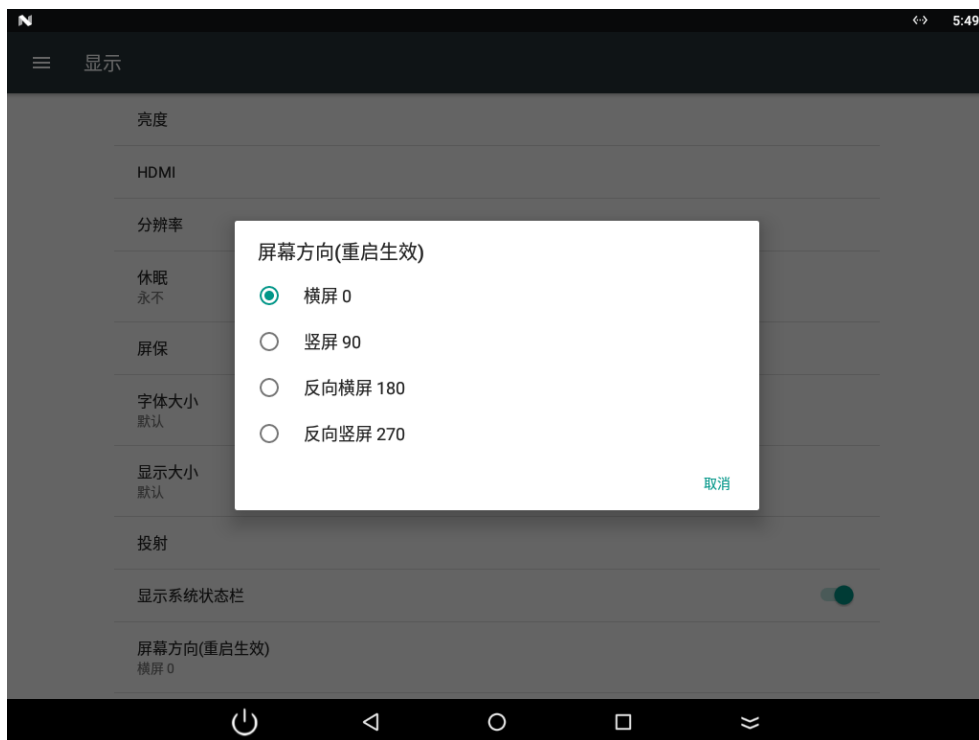 5:49
显示
亮度
HDMI
分辨率
休眠
永不
屏保
字体大小
默认
显示大小
默认
投射
显示系统状态栏
屏幕方向(重启生效)
横屏 0
屏幕方向(重启生效)
横屏 0
竖屏 90
反向横屏 180
反向竖屏 270
取消